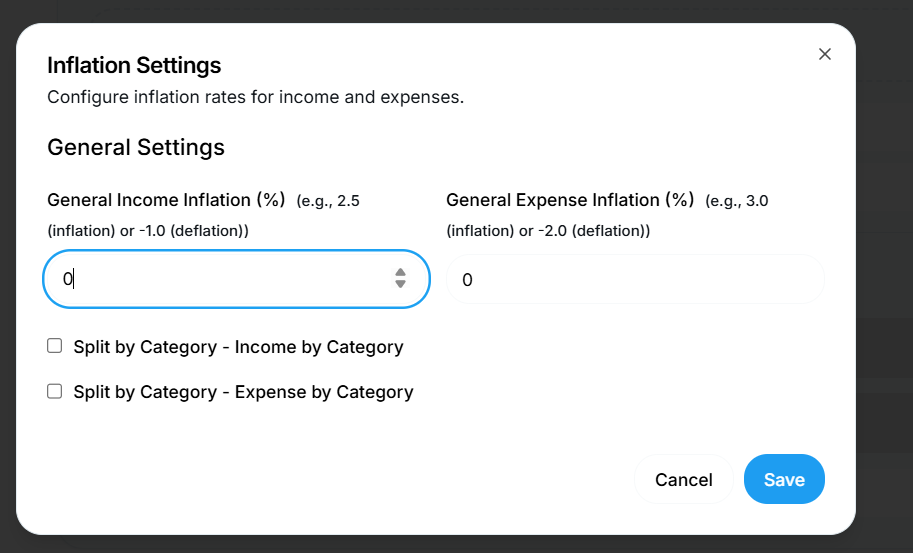 Inflation Settings
Configure inflation rates for income and expenses.
General Settings
General Income Inflation (%) (e.g., 2.5
(inflation) or -1.0 (deflation))
General Expense Inflation (%) (e.g., 3.0
(inflation) or -2.0 (deflation))
0
0
Split by Category - Income by Category
Split by Category - Expense by Category
Cancel
Save